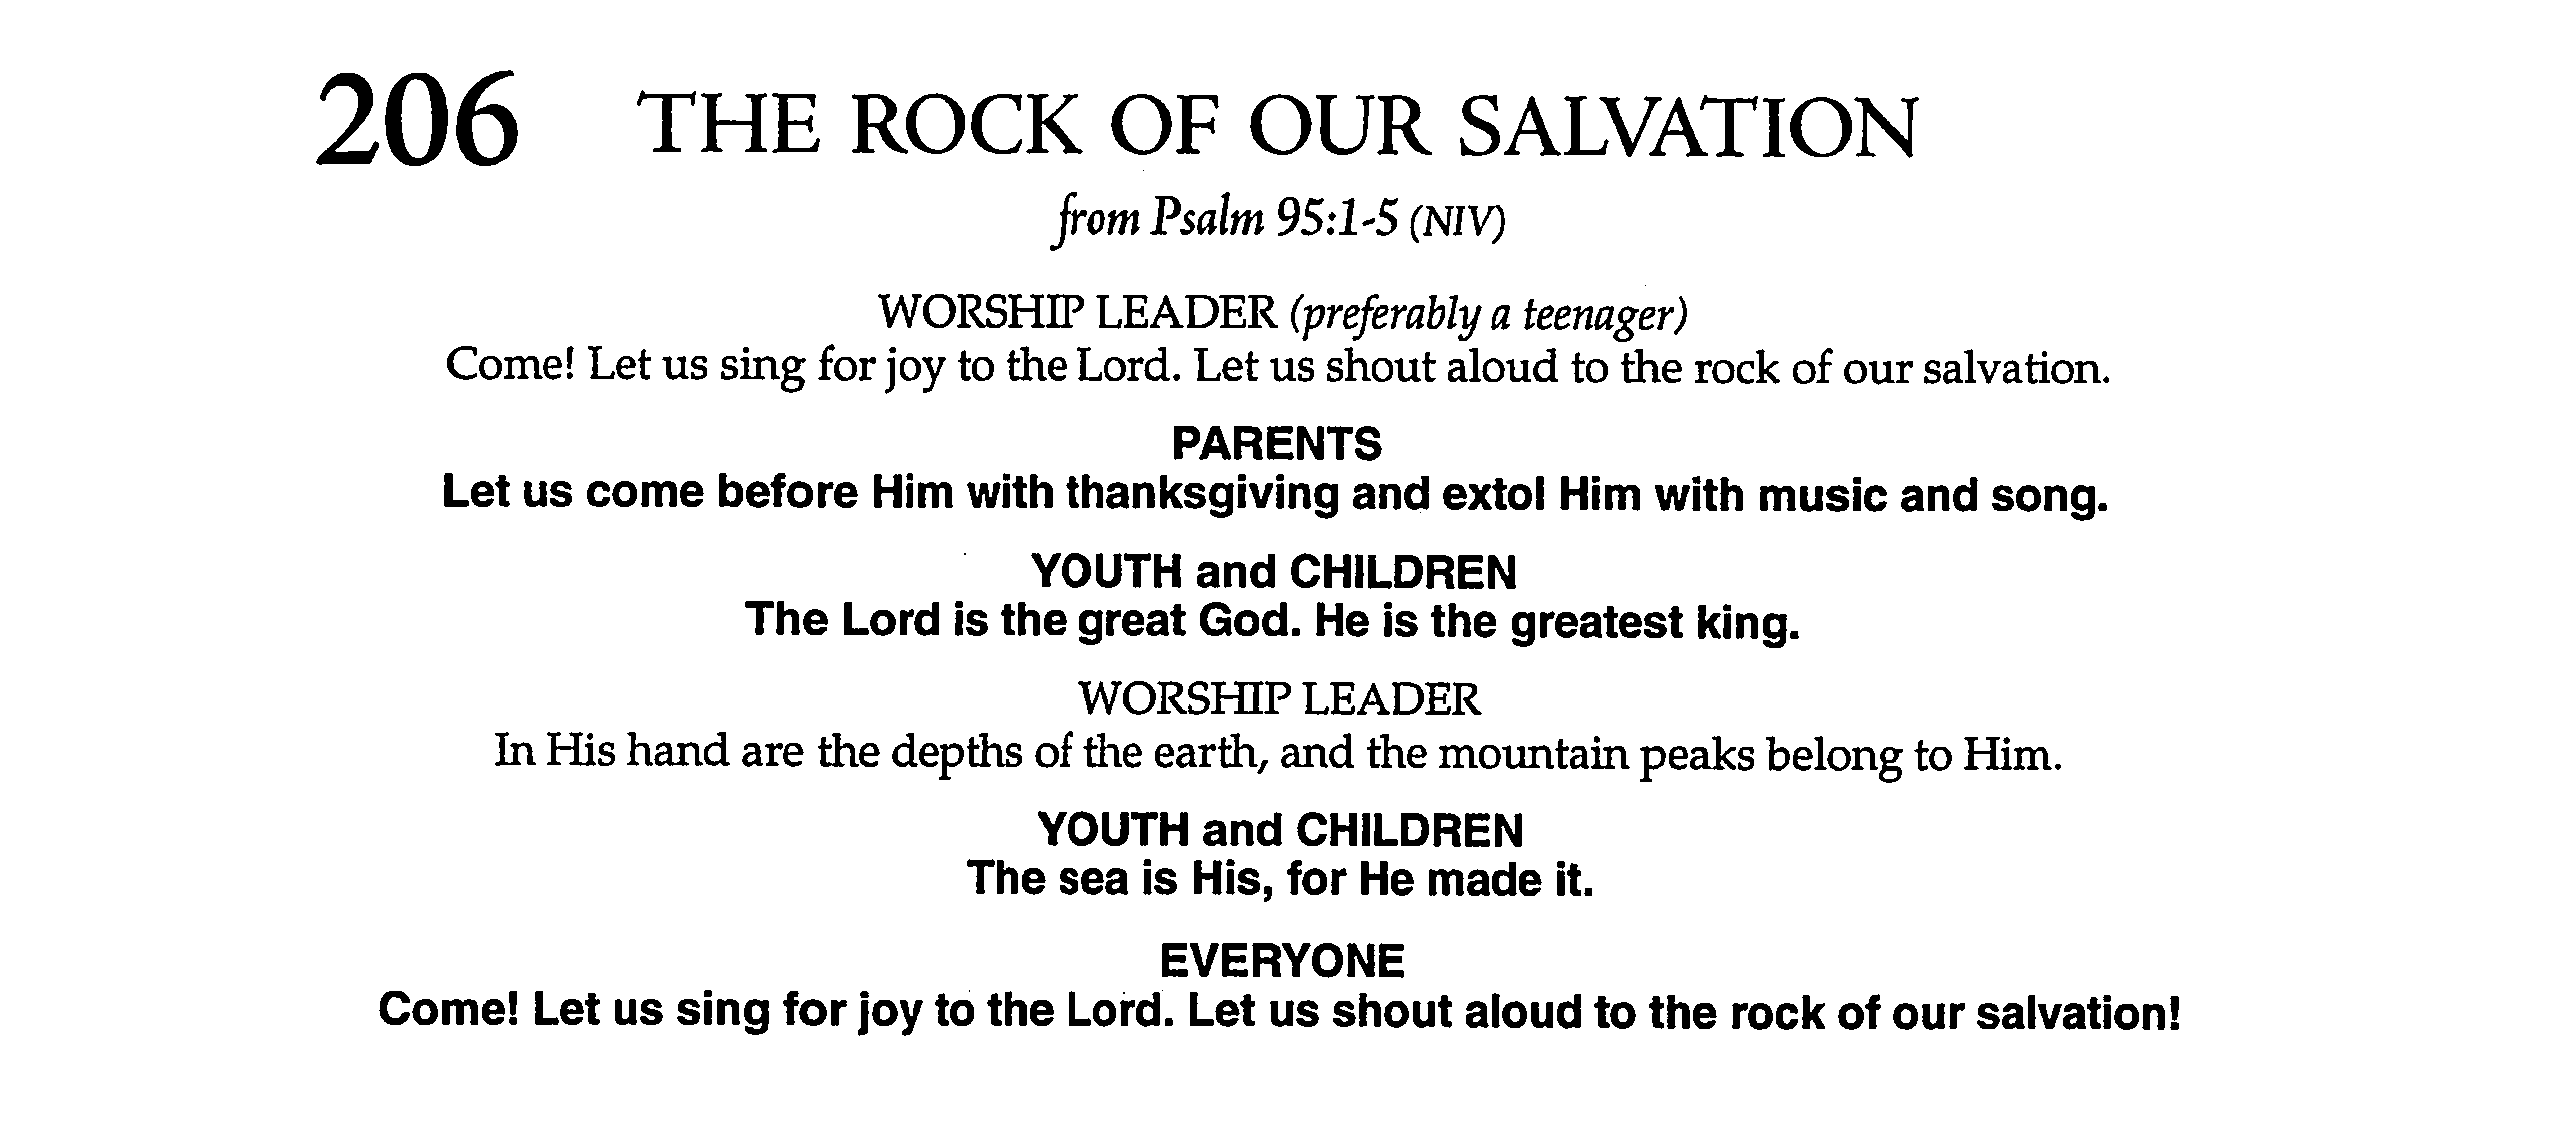 206 THE ROCK OF OUR SALVATION
from Psalm 95:1-5 (NIV)
WORSHIP LEADER (preferably a teenager)
Come! Let us sing for joy to the Lord. Let us shout aloud to the rock of our salvation.
PARENTS
Let us come before Him with thanksgiving and extol Him with music and song.
YOUTH and CHILDREN
The Lord is the great God. He is the greatest king.
WORSHIP LEADER
In His hand are the depths of the earth, and the mountain peaks belong to Him.
YOUTH and CHILDREN
The sea is His, for He made it.
EVERYONE
Come! Let us sing for joy to the Lord. Let us shout aloud to the rock of our salvation!